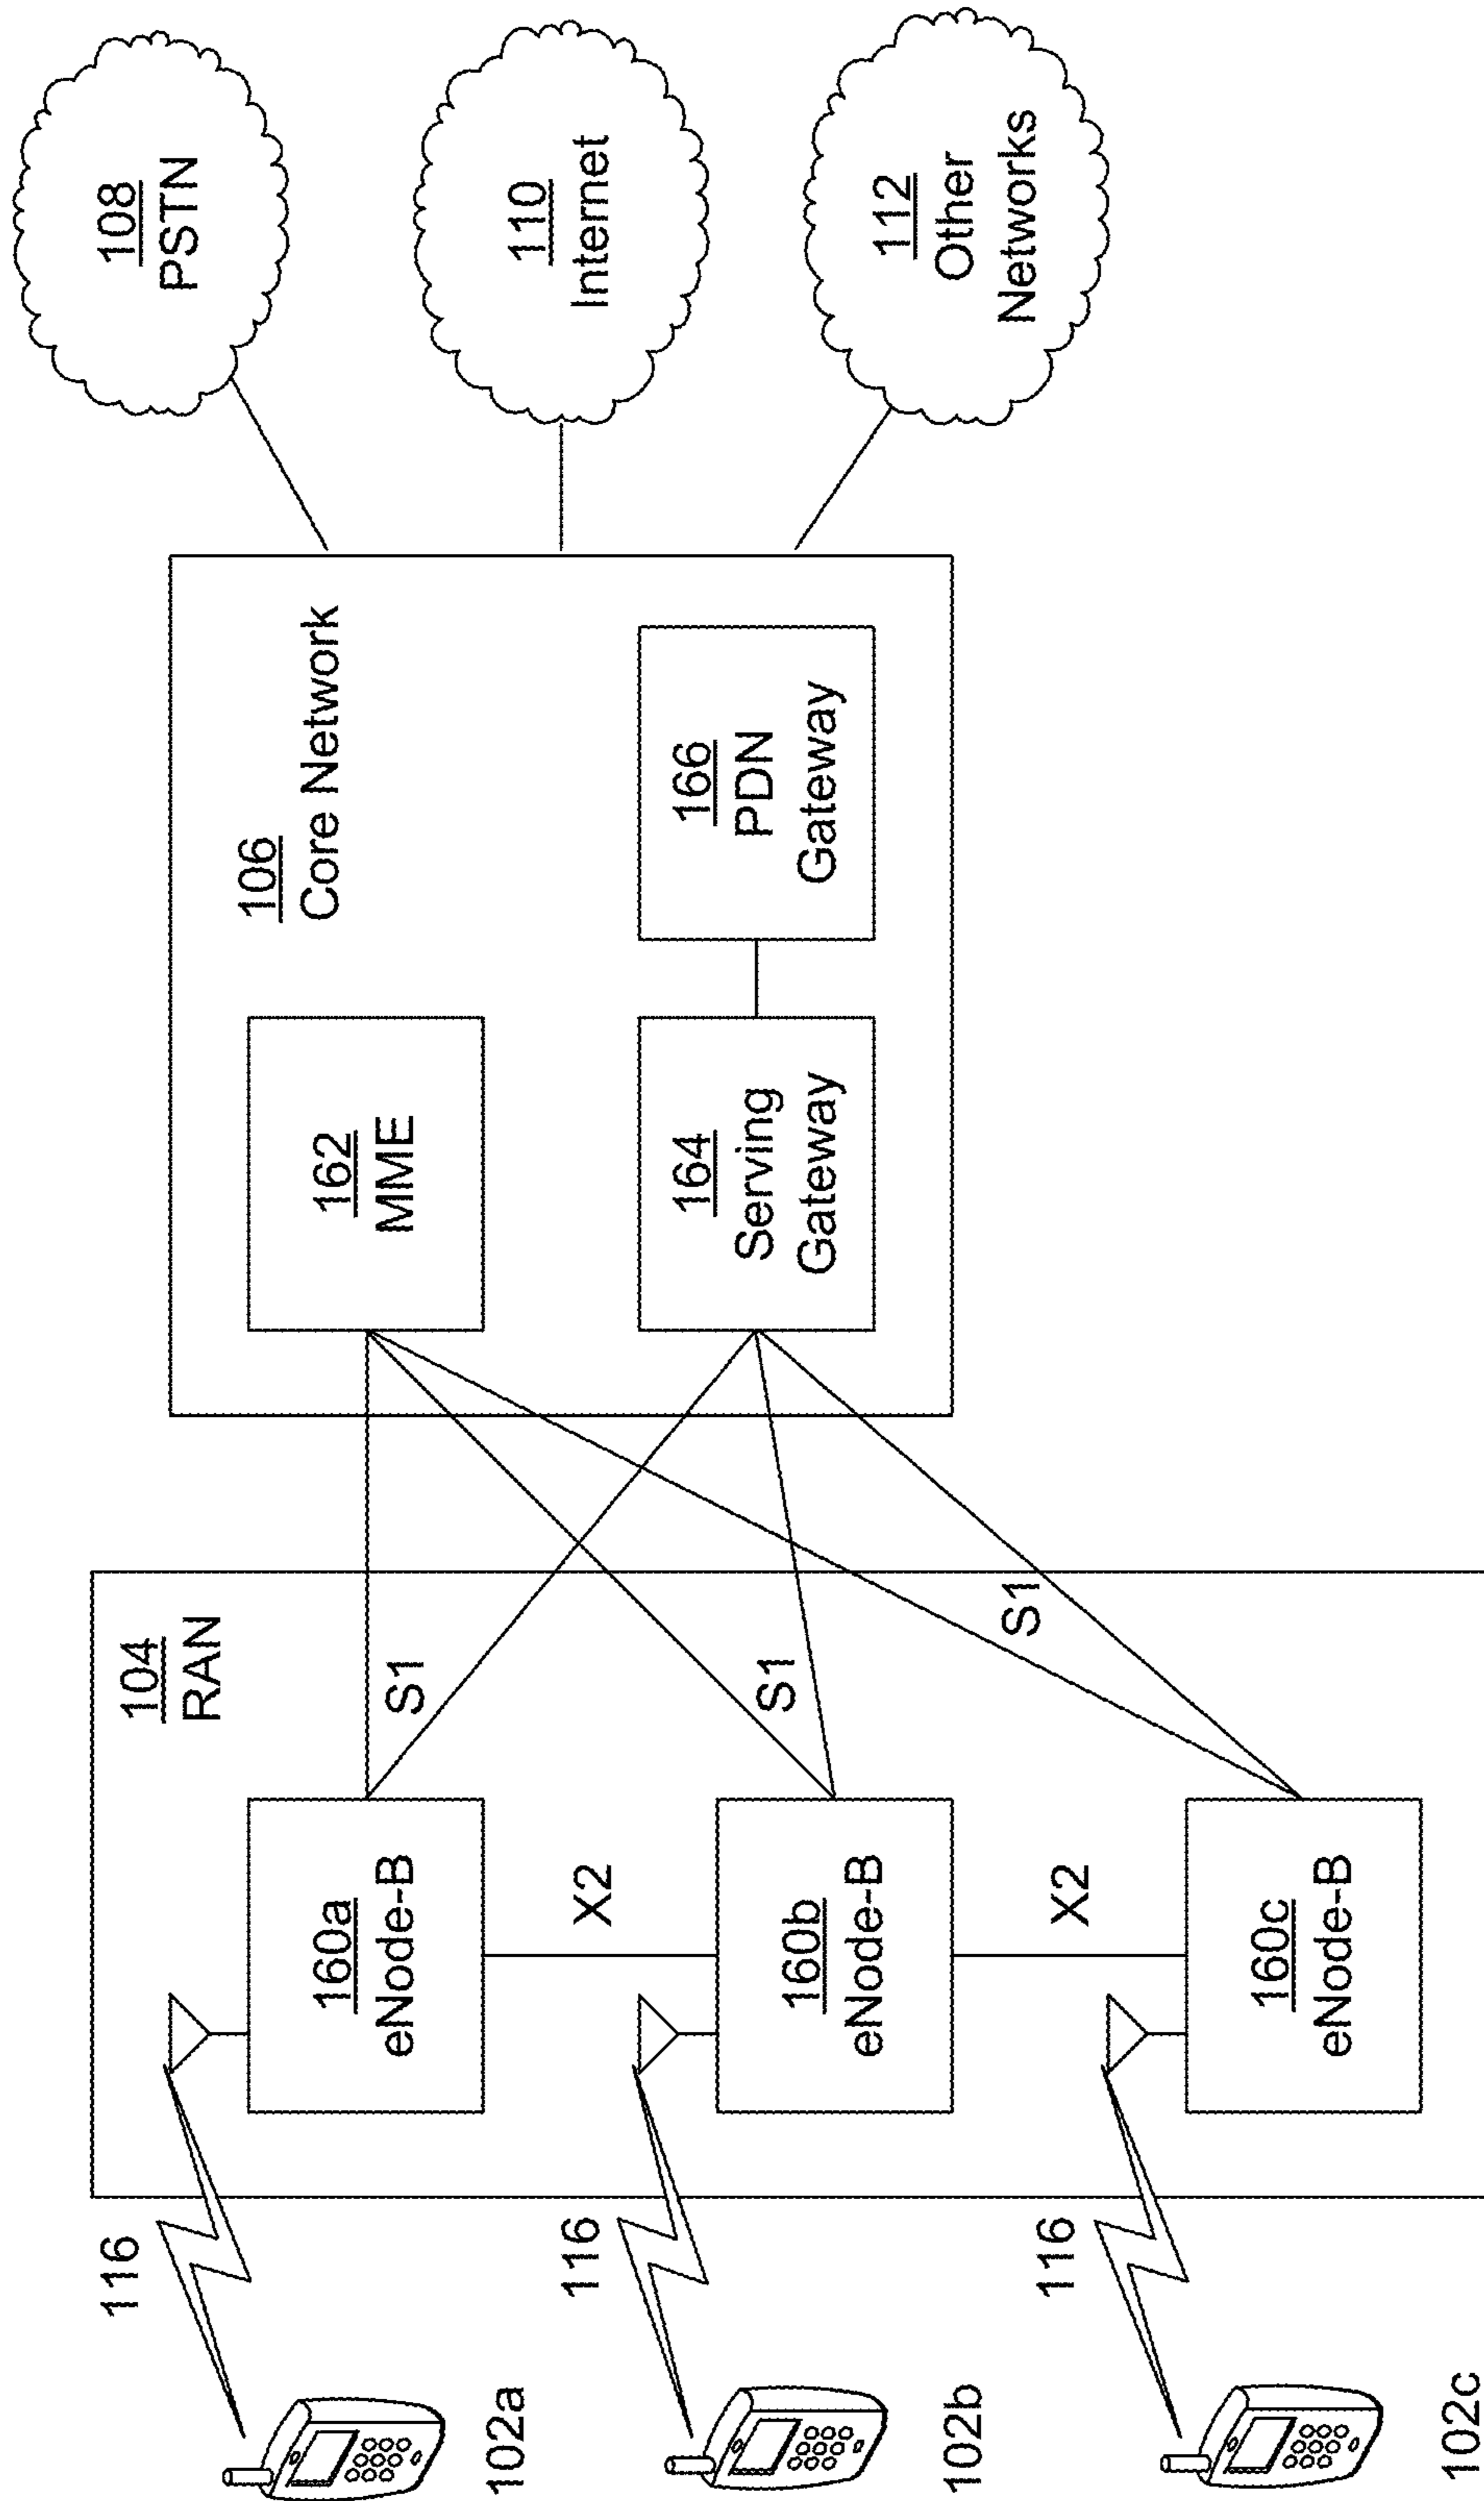 104
RAN
116
102a
160a
eNode-B
S1
X2
116
102b
160b
eNode-B
S1
X2
116
102c
160c
eNode-B
S1
106
Core Network
162
MME
164
Serving
Gateway
166
PDN
Gateway
108
PSTN
110
Internet
112
Other
Networks